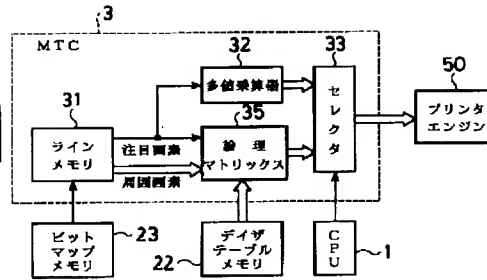 3
MTC
32
33
多値乗算器
50
31
35
セレクタ
プリンタ
エンジン
ライン
メモリ
注目画素
論理
マトリックス
周囲画素
ビット
マップ
メモリ
23
ディザ
テーブル
メモリ
22
CPU
1